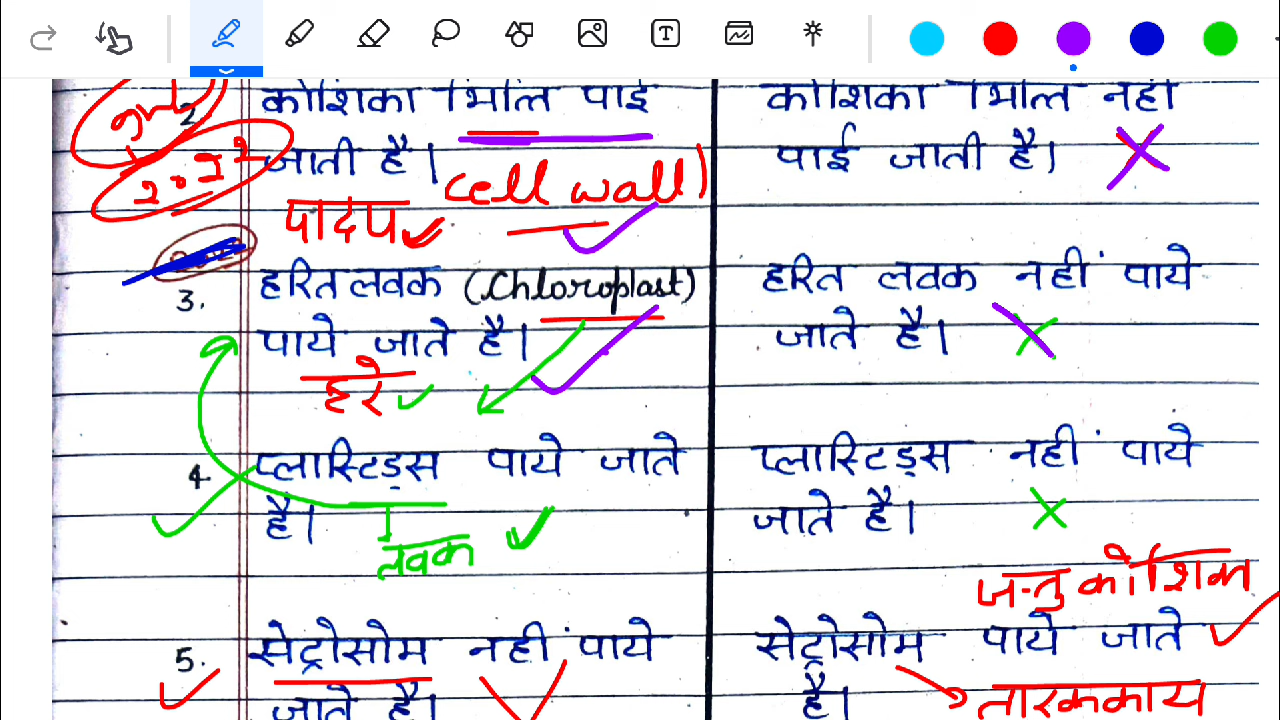 2. कोशिका भित्ति पाई
जाती है।
(cell wall)
पादप
कोशिका भित्ति नहीं
पाई जाती है।
3. हरित लवक (Chloroplast)
पाये जाते है।
हरे
हरित लवक नहीं पाये
जाते है।
4. प्लास्टिड्स पाये जाते
है।
लवक
प्लास्टिड्स नहीं पाये
जाते है।
जन्तु कोशिका
5. सेट्रोसोम नहीं पाये
जाते है।
सेट्रोसोम पाये जाते
है।
तारककाय